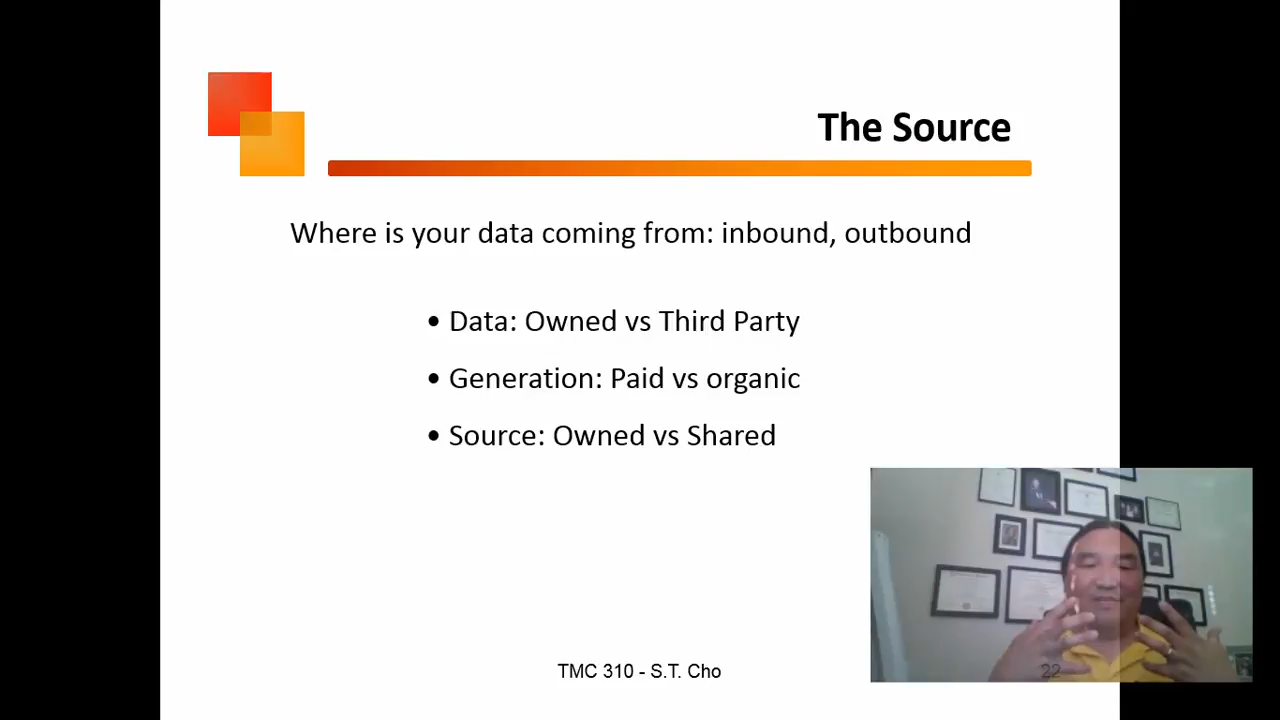 The Source
Where is your data coming from: inbound, outbound
• Data: Owned vs Third Party
• Generation: Paid vs organic
• Source: Owned vs Shared
TMC 310 - S.T. Cho
22